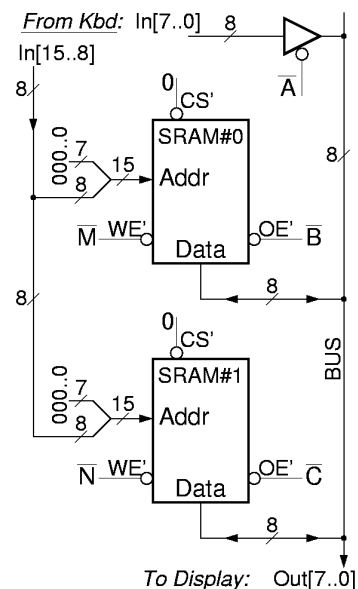 From Kbd: In[7..0]
8
In[15..8]
A
8
0
CS'
SRAM#0
000..0
7
15
Addr
8
8
M
WE'
OE'
B
Data
8
8
0
CS'
BUS
SRAM#1
000..0
7
15
Addr
8
N
WE'
OE'
C
Data
8
To Display: Out[7..0]